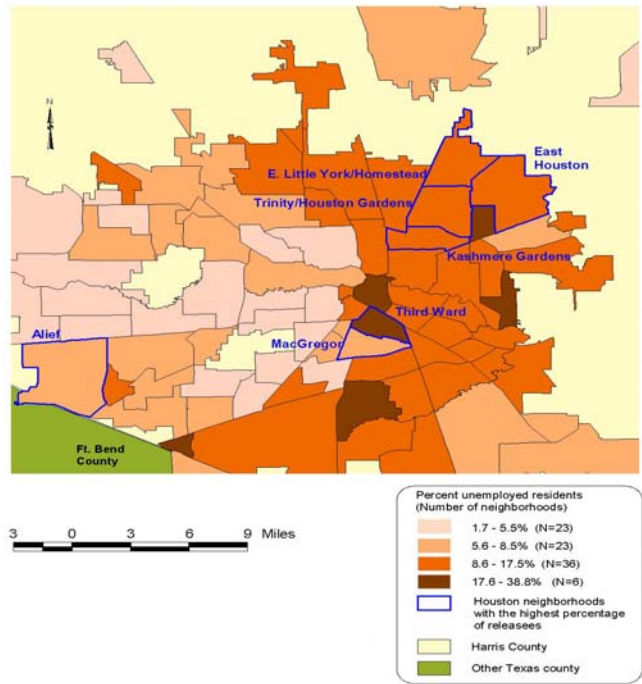 N
East
Houston
E. Little York/Homestead
Trinity/Houston Gardens
Kashmere Gardens
Third Ward
Alief
MacGregor
Ft. Bend
County
3 0 3 6 9 Miles
Percent unemployed residents
(Number of neighborhoods)
1.7 - 5.5% (N=23)
5.6 - 8.5% (N=23)
8.6 - 17.5% (N=36)
17.6 - 38.8% (N=6)
Houston neighborhoods
with the highest percentage
of releasees
Harris County
Other Texas county